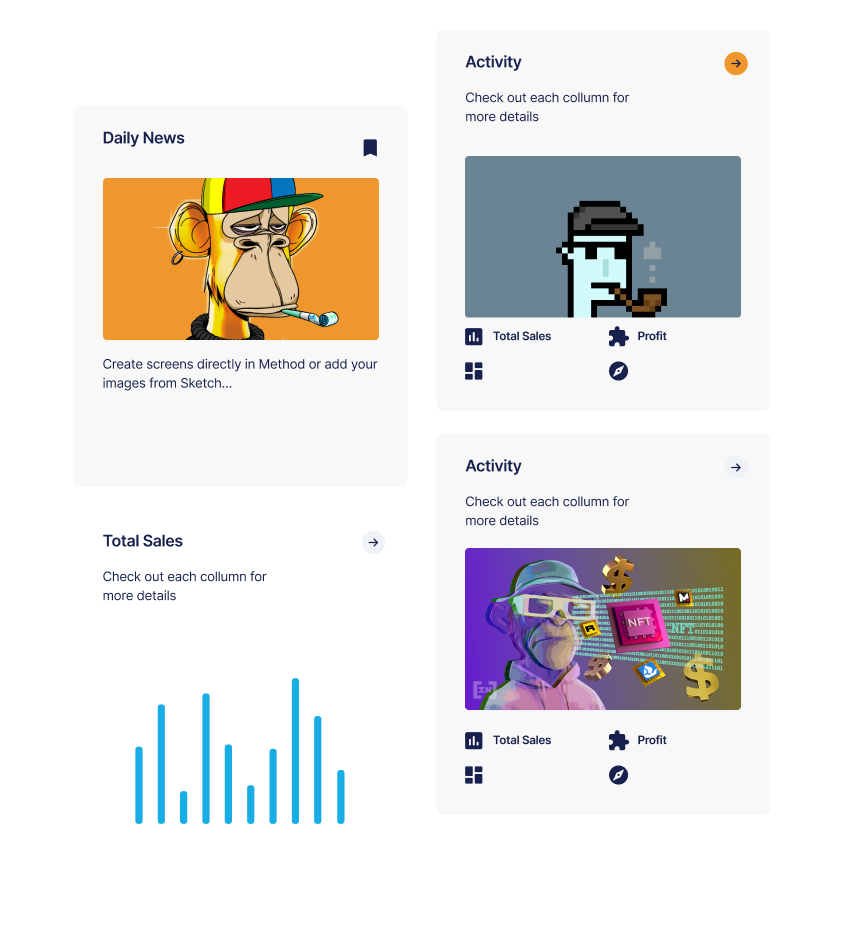 Daily News
Create screens directly in Method or add your
images from Sketch...
Total Sales
Check out each collumn for
more details
Activity
Check out each collumn for
more details
Total Sales
Profit
Activity
Check out each collumn for
more details
NFT
NFT
[IN]
Total Sales
Profit